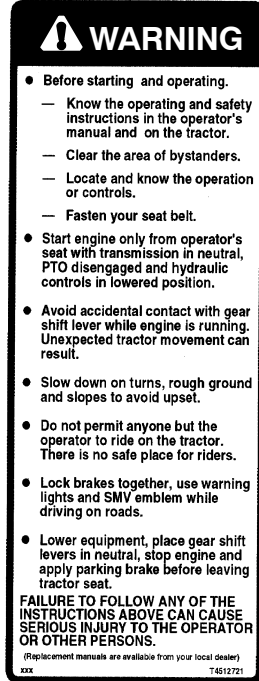 WARNING
● Before starting and operating.
— Know the operating and safety
instructions in the operator's
manual and on the tractor.
— Clear the area of bystanders.
— Locate and know the operation
or controls.
— Fasten your seat belt.
● Start engine only from operator's
seat with transmission in neutral,
PTO disengaged and hydraulic
controls in lowered position.
● Avoid accidental contact with gear
shift lever while engine is running.
Unexpected tractor movement can
result.
● Slow down on turns, rough ground
and slopes to avoid upset.
● Do not permit anyone but the
operator to ride on the tractor.
There is no safe place for riders.
● Lock brakes together, use warning
lights and SMV emblem while
driving on roads.
● Lower equipment, place gear shift
levers in neutral, stop engine and
apply parking brake before leaving
tractor seat.
FAILURE TO FOLLOW ANY OF THE
INSTRUCTIONS ABOVE CAN CAUSE
SERIOUS INJURY TO THE OPERATOR
OR OTHER PERSONS.
(Replacement manuals are available from your local dealer)
xxx T4512721